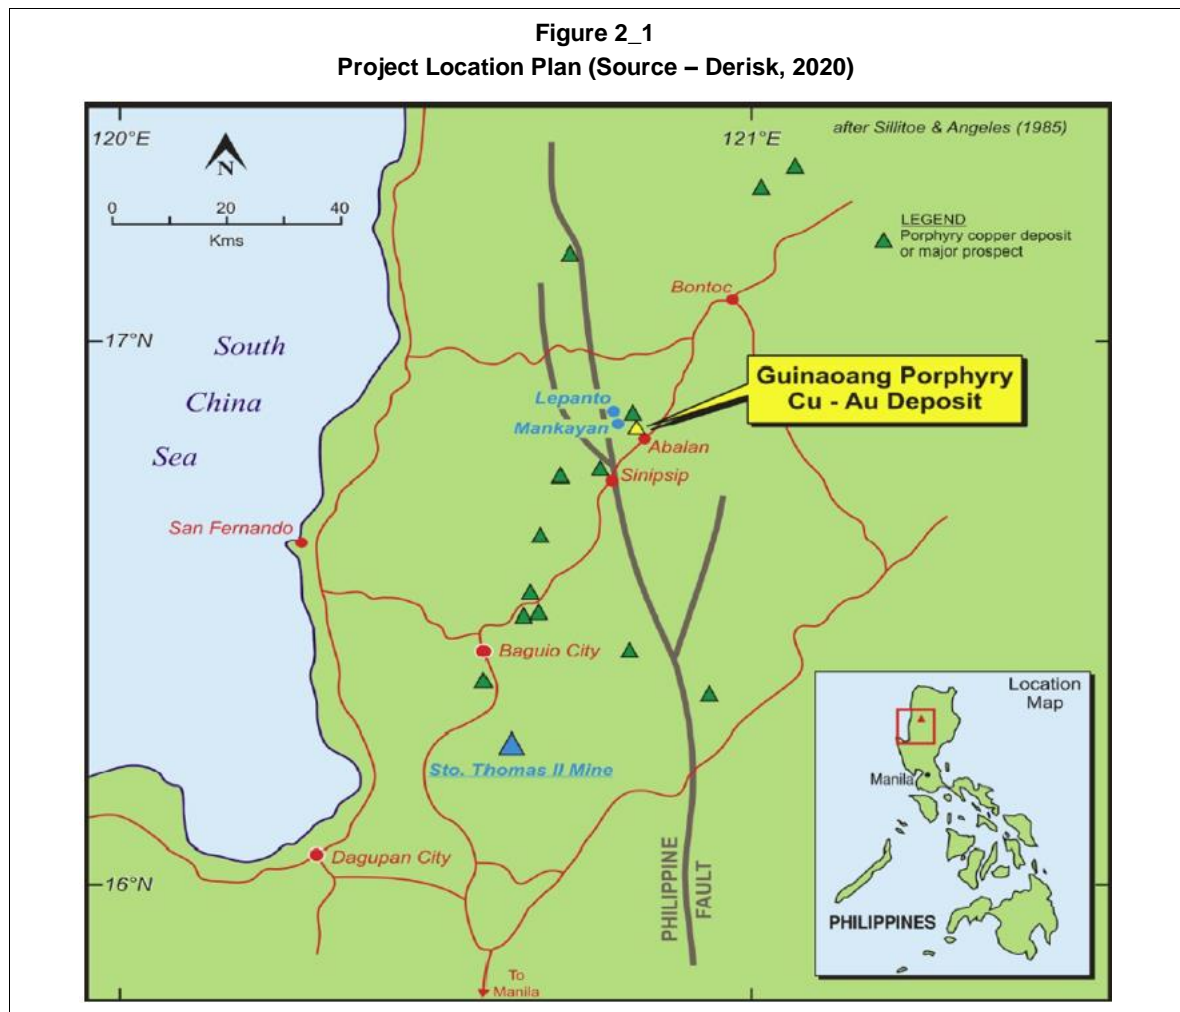 Figure 2_1
Project Location Plan (Source – Derisk, 2020)
120°E
121°E
after Sillitoe & Angeles (1985)
N
0 20 40
Kms
LEGEND
Porphyry copper deposit
or major prospect
Bontoc
17°N
South
China
Sea
Guinaoang Porphyry
Cu - Au Deposit
Lepanto
Mankayan
Abalan
Sinipsip
San Fernando
Baguio City
Location
Map
Manila
Sto. Thomas II Mine
Dagupan City
16°N
PHILIPPINE
FAULT
PHILIPPINES
To
Manila